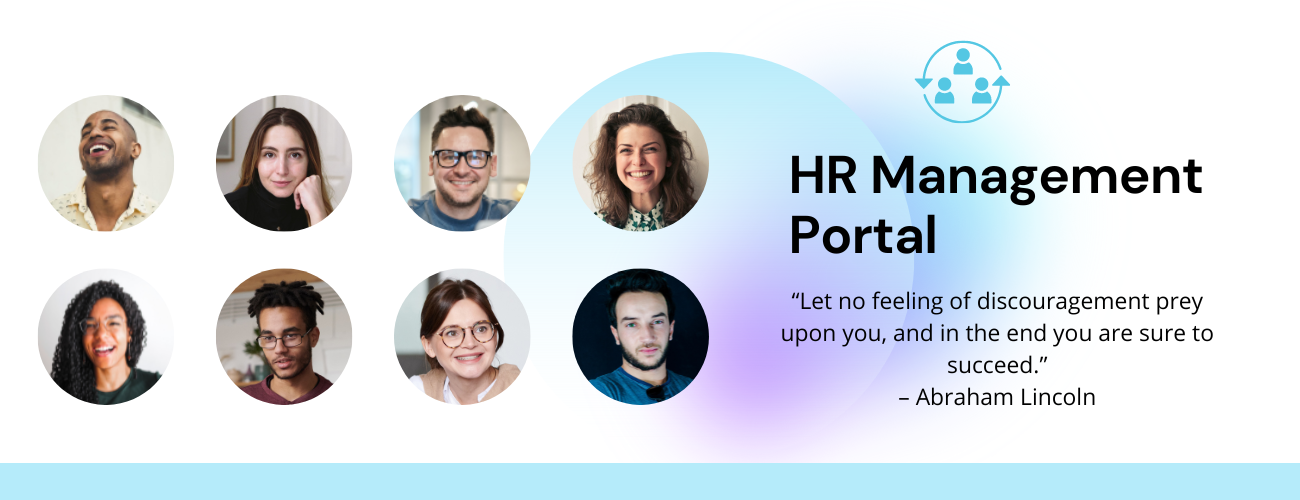 HR Management
Portal
“Let no feeling of discouragement prey
upon you, and in the end you are sure to
succeed.”
– Abraham Lincoln